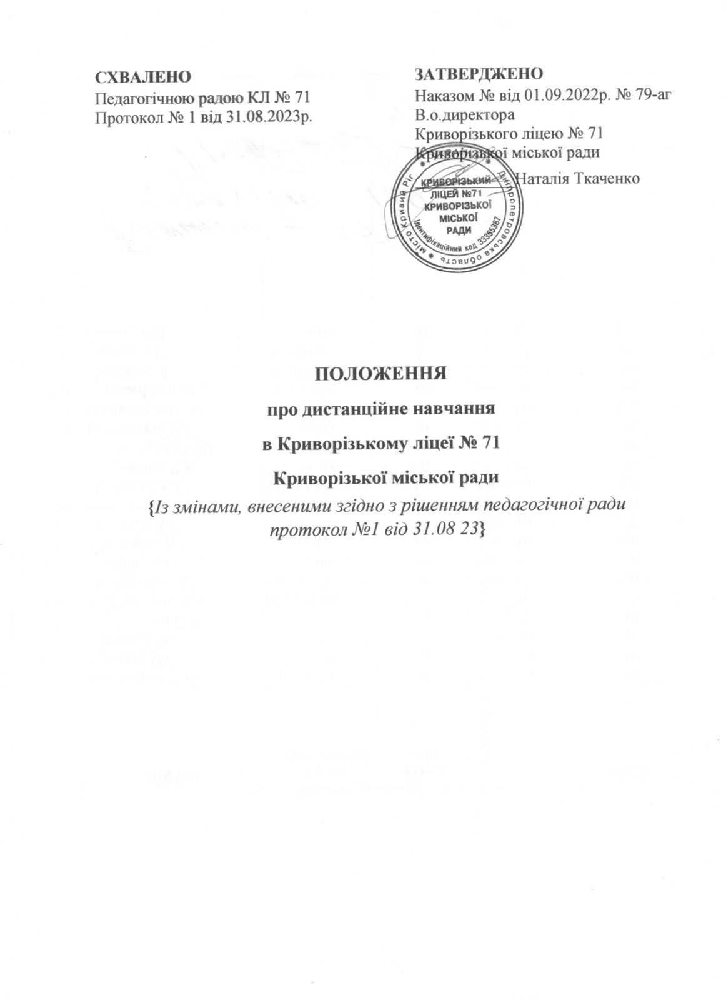 СХВАЛЕНО
Педагогічною радою КЛ № 71
Протокол № 1 від 31.08.2023р.
ЗАТВЕРДЖЕНО
Наказом № від 01.09.2022р. № 79-аг
В.о.директора
Криворізького ліцею № 71
Криворізької міської ради
Наталія Ткаченко
* Україна * Дніпропетровська область * місто Кривий Ріг
КРИВОРІЗЬКИЙ
ЛІЦЕЙ №71
КРИВОРІЗЬКОЇ
МІСЬКОЇ
РАДИ
Ідентифікаційний код 33355387
ПОЛОЖЕННЯ
про дистанційне навчання
в Криворізькому ліцеї № 71
Криворізької міської ради
{Із змінами, внесеними згідно з рішенням педагогічної ради
протокол №1 від 31.08 23}